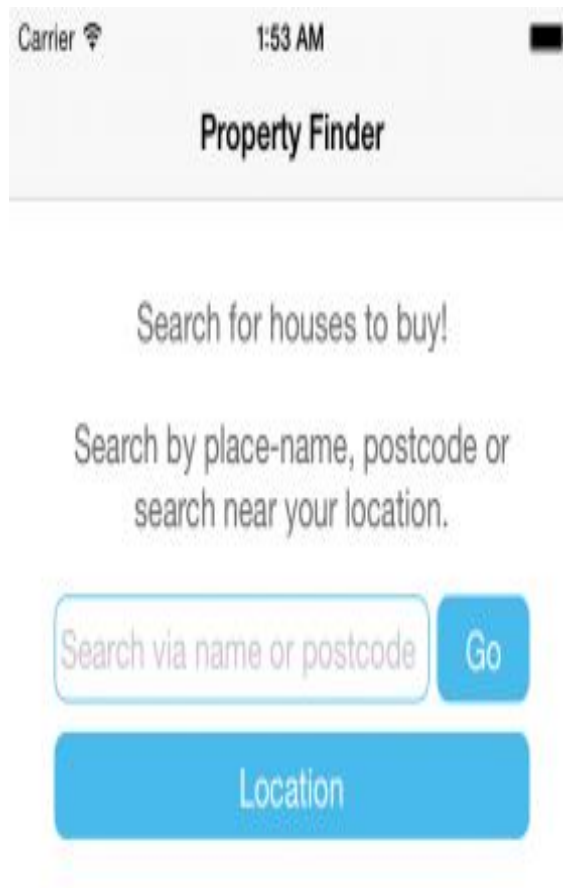 Carrier 1:53 AM
Property Finder
Search for houses to buy!
Search by place-name, postcode or
search near your location.
Search via name or postcode Go
Location